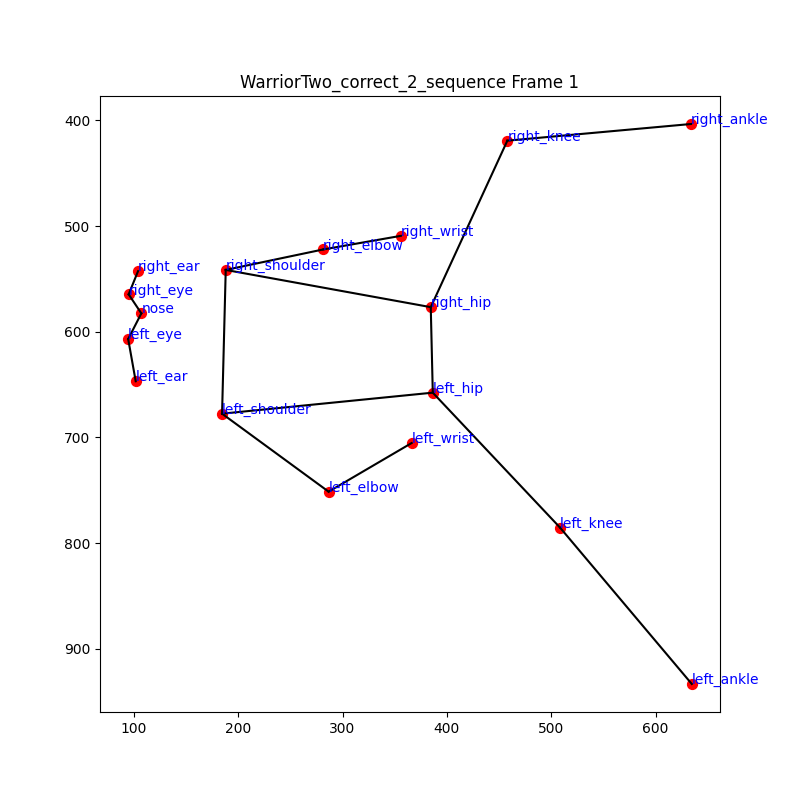 WarriorTwo_correct_2_sequence Frame 1
400
500
600
700
800
900
100
200
300
400
500
600
right_ankle
right_knee
right_wrist
right_elbow
right_shoulder
right_ear
right_eye
right_hip
nose
left_eye
left_ear
left_hip
left_shoulder
left_wrist
left_elbow
left_knee
left_ankle